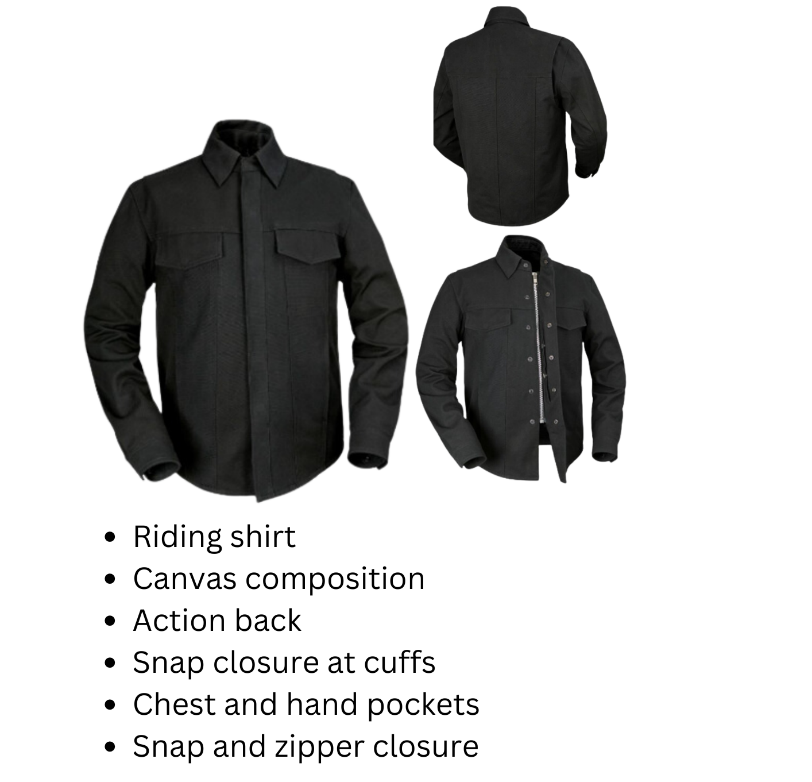 • Riding shirt
• Canvas composition
• Action back
• Snap closure at cuffs
• Chest and hand pockets
• Snap and zipper closure